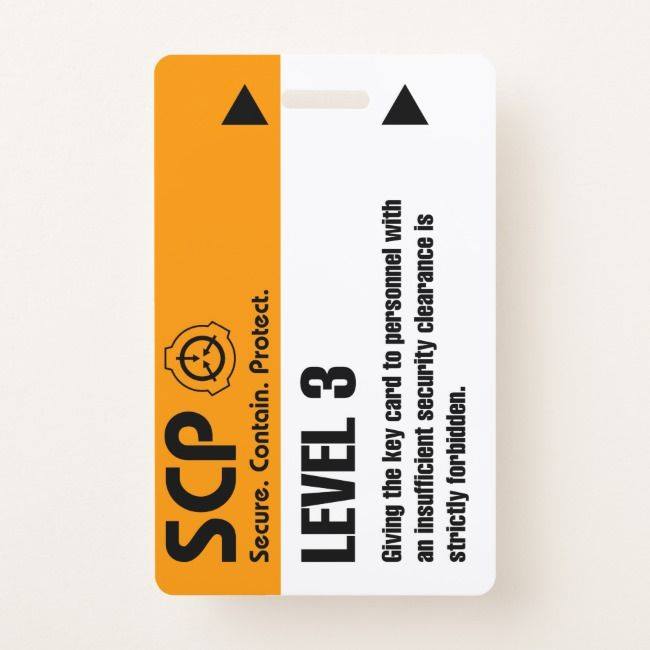 SCP
Secure. Contain. Protect.
LEVEL 3
Giving the key card to personnel with
an insufficient security clearance is
strictly forbidden.